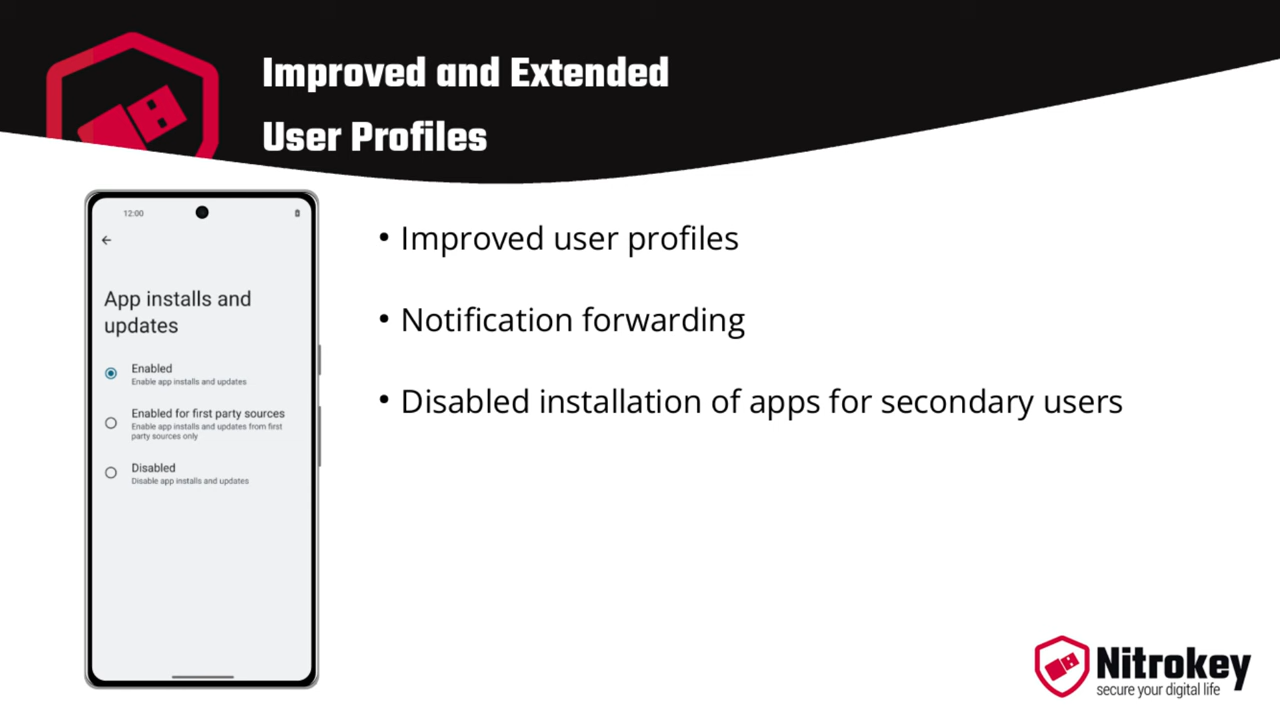 Improved and Extended
User Profiles
12:00
App installs and
updates
Enabled
Enable app installs and updates
Enabled for first party sources
Enable app installs and updates from first
party sources only
Disabled
Disable app installs and updates
• Improved user profiles
• Notification forwarding
• Disabled installation of apps for secondary users
Nitrokey
secure your digital life